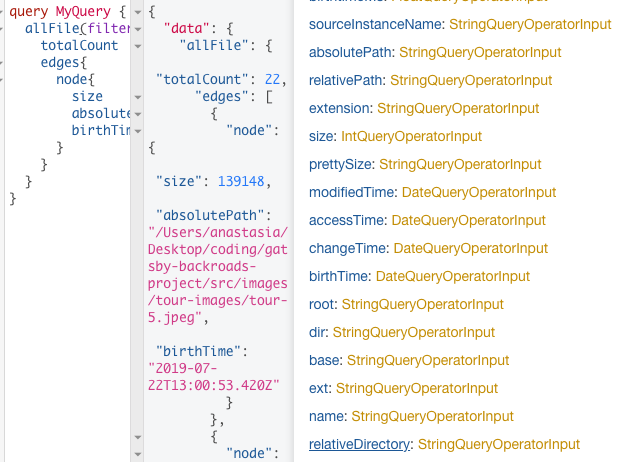 query MyQuery {
allFile(filter
totalCount
edges{
node{
size
absolute
birthTim
}
}
}
}
{
"data": {
"allFile": {
"totalCount": 22,
"edges": [
{
"node":
{
"size": 139148,
"absolutePath":
"/Users/anastasia/
Desktop/coding/gat
sby-backroads-
project/src/images
/tour-images/tour-
5.jpeg",
"birthTime":
"2019-07-
22T13:00:53.420Z"
}
},
{
"node":
sourceInstanceName: StringQueryOperatorInput
absolutePath: StringQueryOperatorInput
relativePath: StringQueryOperatorInput
extension: StringQueryOperatorInput
size: IntQueryOperatorInput
prettySize: StringQueryOperatorInput
modifiedTime: DateQueryOperatorInput
accessTime: DateQueryOperatorInput
changeTime: DateQueryOperatorInput
birthTime: DateQueryOperatorInput
root: StringQueryOperatorInput
dir: StringQueryOperatorInput
base: StringQueryOperatorInput
ext: StringQueryOperatorInput
name: StringQueryOperatorInput
relativeDirectory: StringQueryOperatorInput